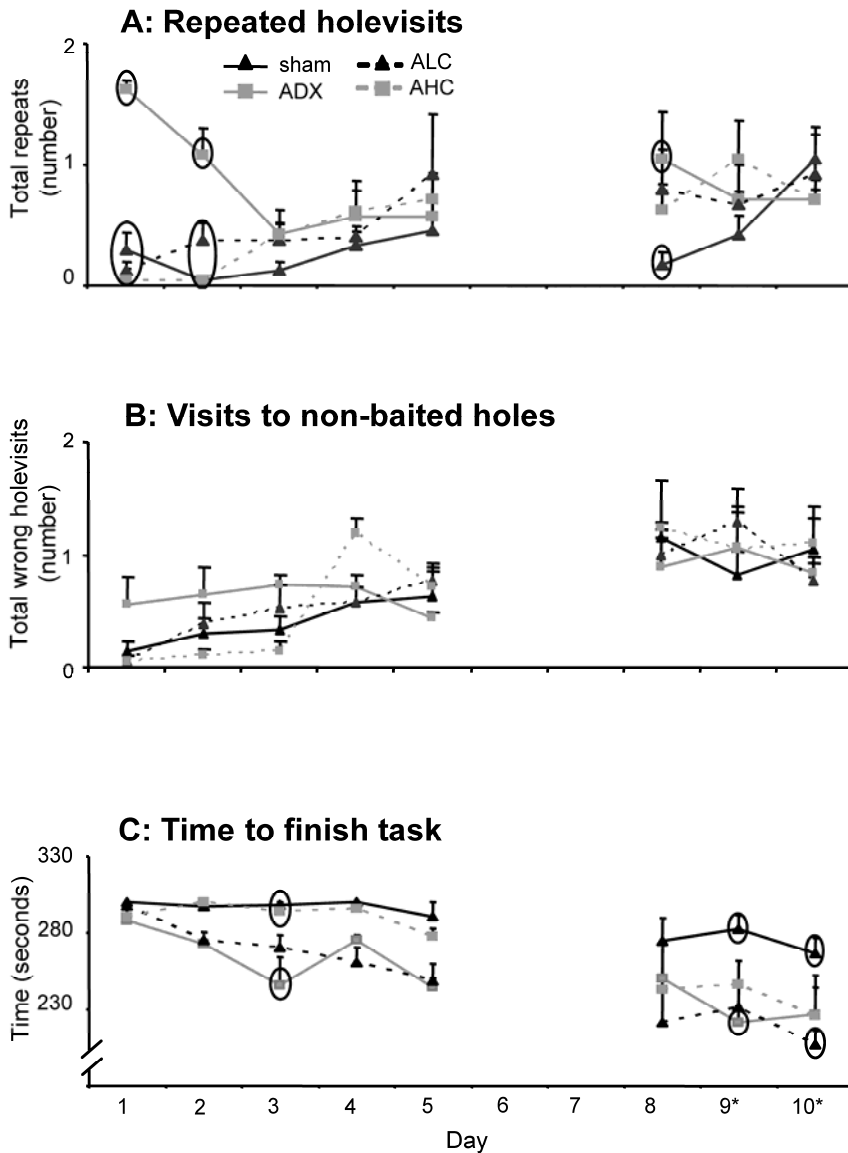 A: Repeated holevisits
2
sham
ALC
ADX
AHC
1
0
Total repeats
(number)
B: Visits to non-baited holes
2
1
0
Total wrong holevisits
(number)
C: Time to finish task
330
280
230
Time (seconds)
1 2 3 4 5 6 7 8 9* 10*
Day